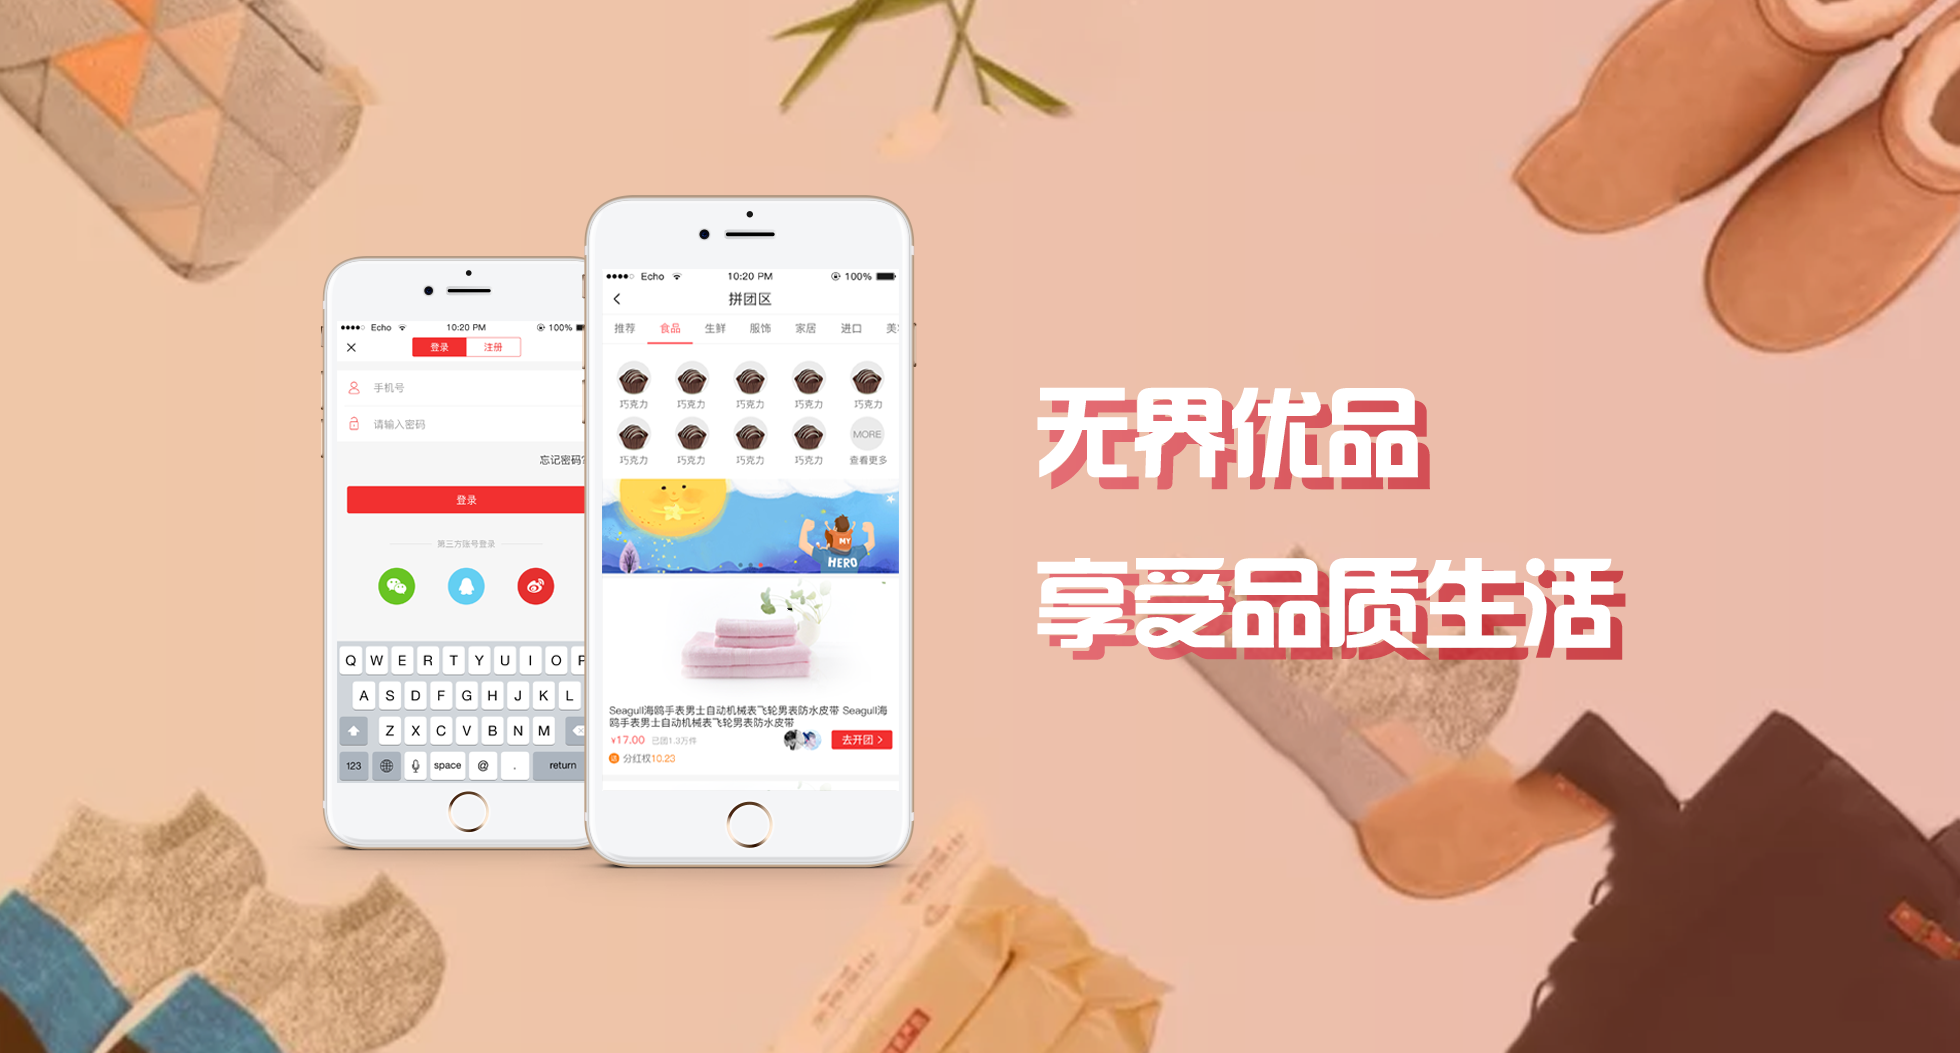 Echo 10:20 PM 100%
登录 注册
手机号
请输入密码
忘记密码?
登录
第三方账号登录
Q W E R T Y U I O P
A S D F G H J K L
Z X C V B N M
123 space @ . return
Echo 10:20 PM 100%
拼团区
推荐 食品 生鲜 服饰 家居 进口 美
巧克力 巧克力 巧克力 巧克力 巧克力
MORE
巧克力 巧克力 巧克力 巧克力 查看更多
MY
HERO
Seagull海鸥手表男士自动机械表飞轮男表防水皮带 Seagull海
鸥手表男士自动机械表飞轮男表防水皮带
¥17.00 已团1.3万件 去开团 >
分红权10.23
无界优品
享受品质生活